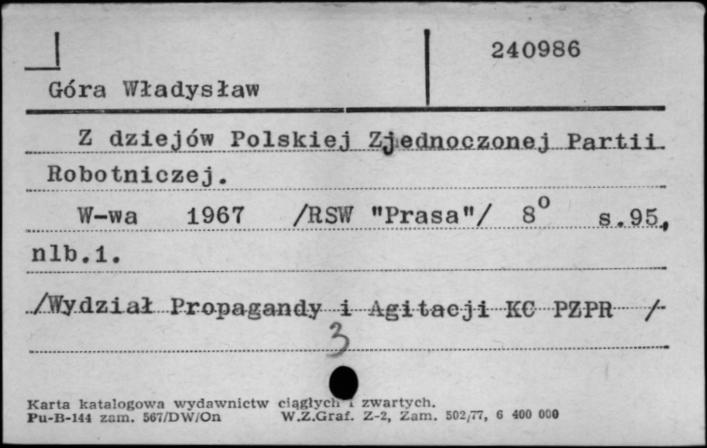 240986
Góra Władysław
Z dziejów Polskiej Zjednoczonej Partii
Robotniczej.
W-wa 1967 /RSW "Prasa"/ 8° s.95,
nlb.1.
/Wydział Propagandy i Agitacji KC PZPR /
3
Karta katalogowa wydawnictw ciągłych i zwartych.
Pu-B-144 zam. 567/DW/On W.Z.Graf. Z-2, Zam. 502/77, 6 400 000